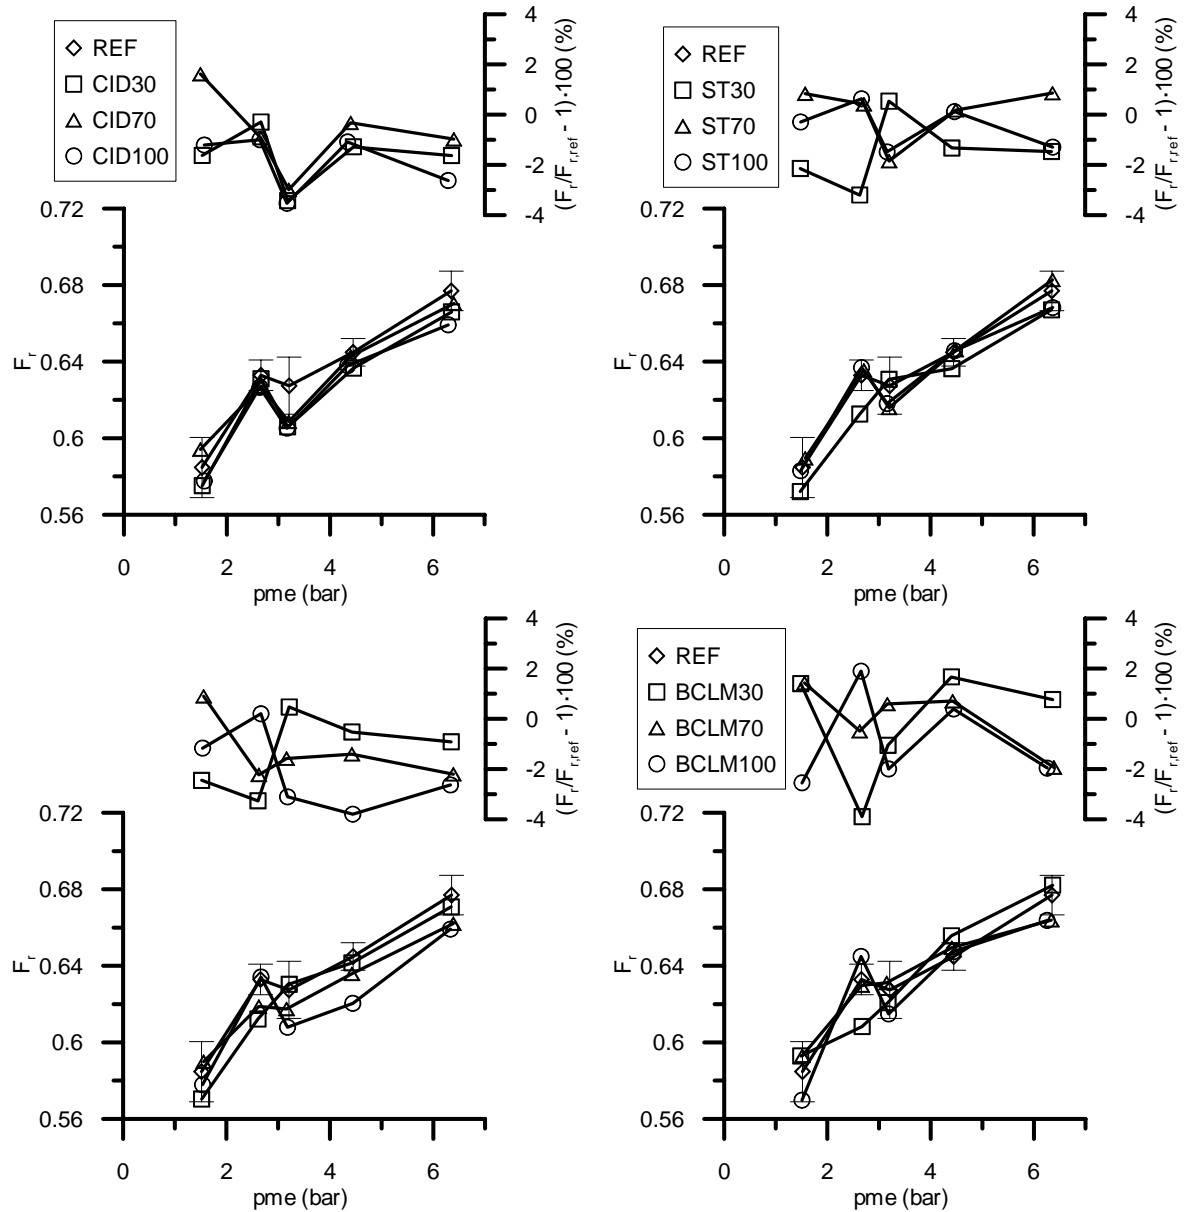 REF
CID30
CID70
CID100
4
2
0
-2
-4
(Fr/Fr,ref - 1)·100 (%)
0.72
0.68
0.64
0.6
0.56
Fr
0
2
4
6
pme (bar)
REF
ST30
ST70
ST100
4
2
0
-2
-4
(Fr/Fr,ref - 1)·100 (%)
0.72
0.68
0.64
0.6
0.56
Fr
0
2
4
6
pme (bar)
4
2
0
-2
-4
(Fr/Fr,ref - 1)·100 (%)
0.72
0.68
0.64
0.6
0.56
Fr
0
2
4
6
pme (bar)
REF
BCLM30
BCLM70
BCLM100
4
2
0
-2
-4
(Fr/Fr,ref - 1)·100 (%)
0.72
0.68
0.64
0.6
0.56
Fr
0
2
4
6
pme (bar)